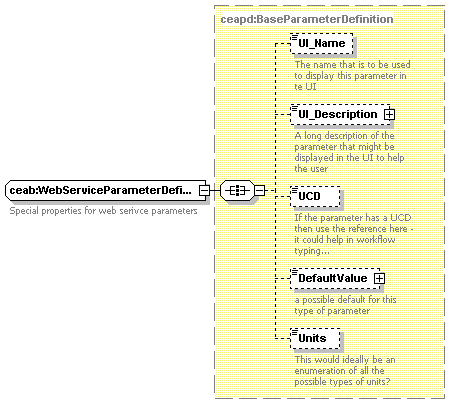 ceapd:BaseParameterDefinition
UI_Name
The name that is to be used
to display this parameter in
te UI
UI_Description
A long description of the
parameter that might be
displayed in the UI to help
the user
ceab:WebServiceParameterDefi...
Special properties for web serivce parameters
UCD
If the parameter has a UCD
then use the reference here -
it could help in workflow
typing...
DefaultValue
a possible default for this
type of parameter
Units
This would ideally be an
enumeration of all the
possible types of units?